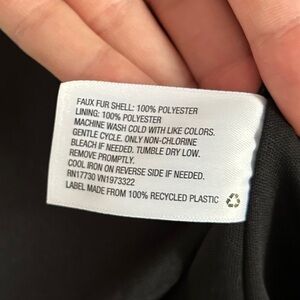 FAUX FUR SHELL: 100% POLYESTER
LINING: 100% POLYESTER
MACHINE WASH COLD WITH LIKE COLORS.
GENTLE CYCLE. ONLY NON-CHLORINE
BLEACH IF NEEDED. TUMBLE DRY LOW.
REMOVE PROMPTLY.
COOL IRON ON REVERSE SIDE IF NEEDED.
RN17730 VN1973322
LABEL MADE FROM 100% RECYCLED PLASTIC